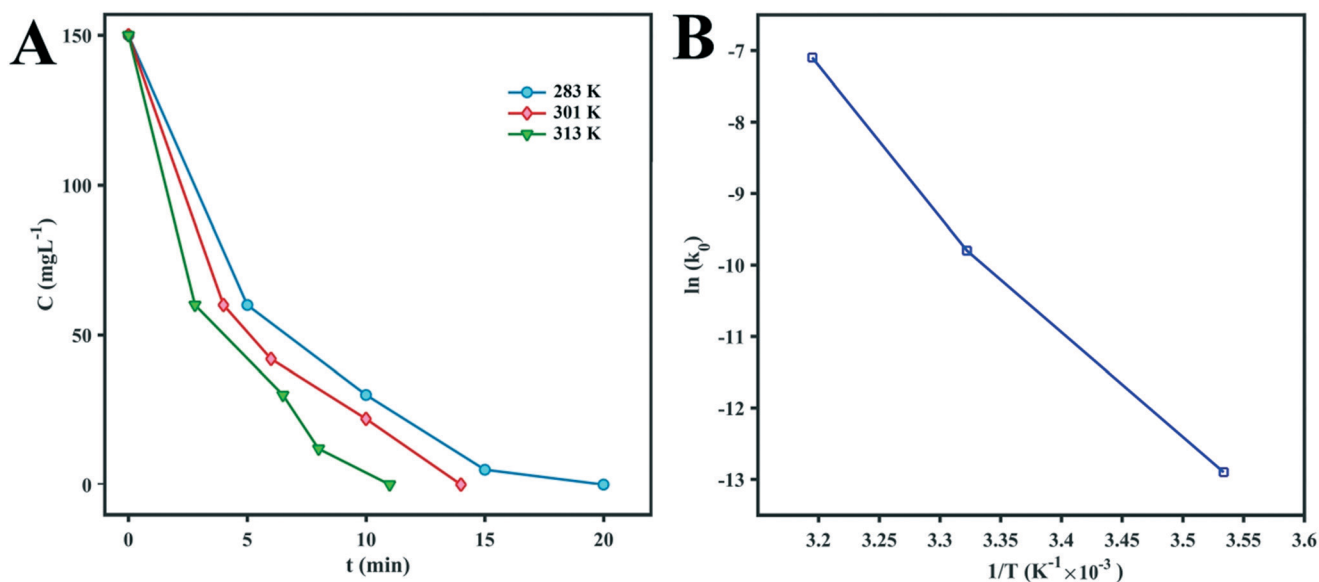 A
150
100
50
0
C (mgL⁻¹)
283 K
301 K
313 K
0 5 10 15 20
t (min)
B
-7
-8
-9
-10
-11
-12
-13
ln (k₀)
3.2 3.25 3.3 3.35 3.4 3.45 3.5 3.55 3.6
1/T (K⁻¹ ×10⁻³ )